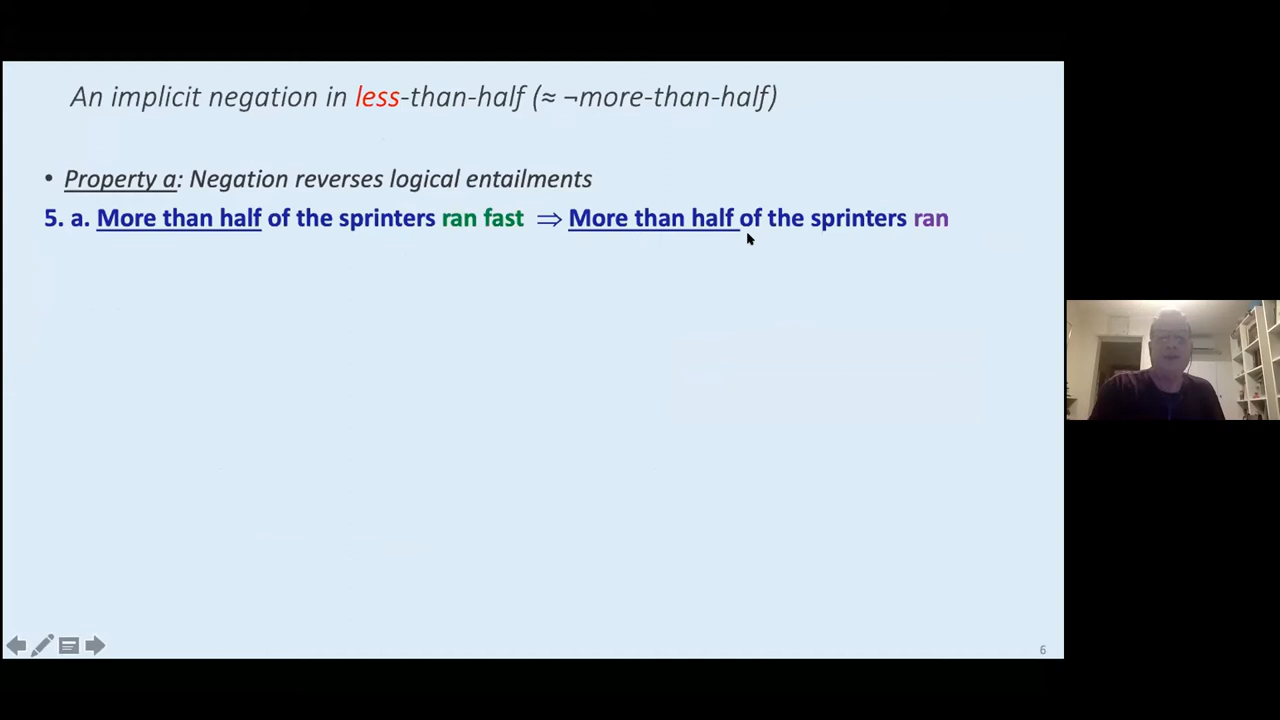 An implicit negation in less-than-half (≈ ¬more-than-half)
• Property a: Negation reverses logical entailments
5. a. More than half of the sprinters ran fast ⇒ More than half of the sprinters ran
6